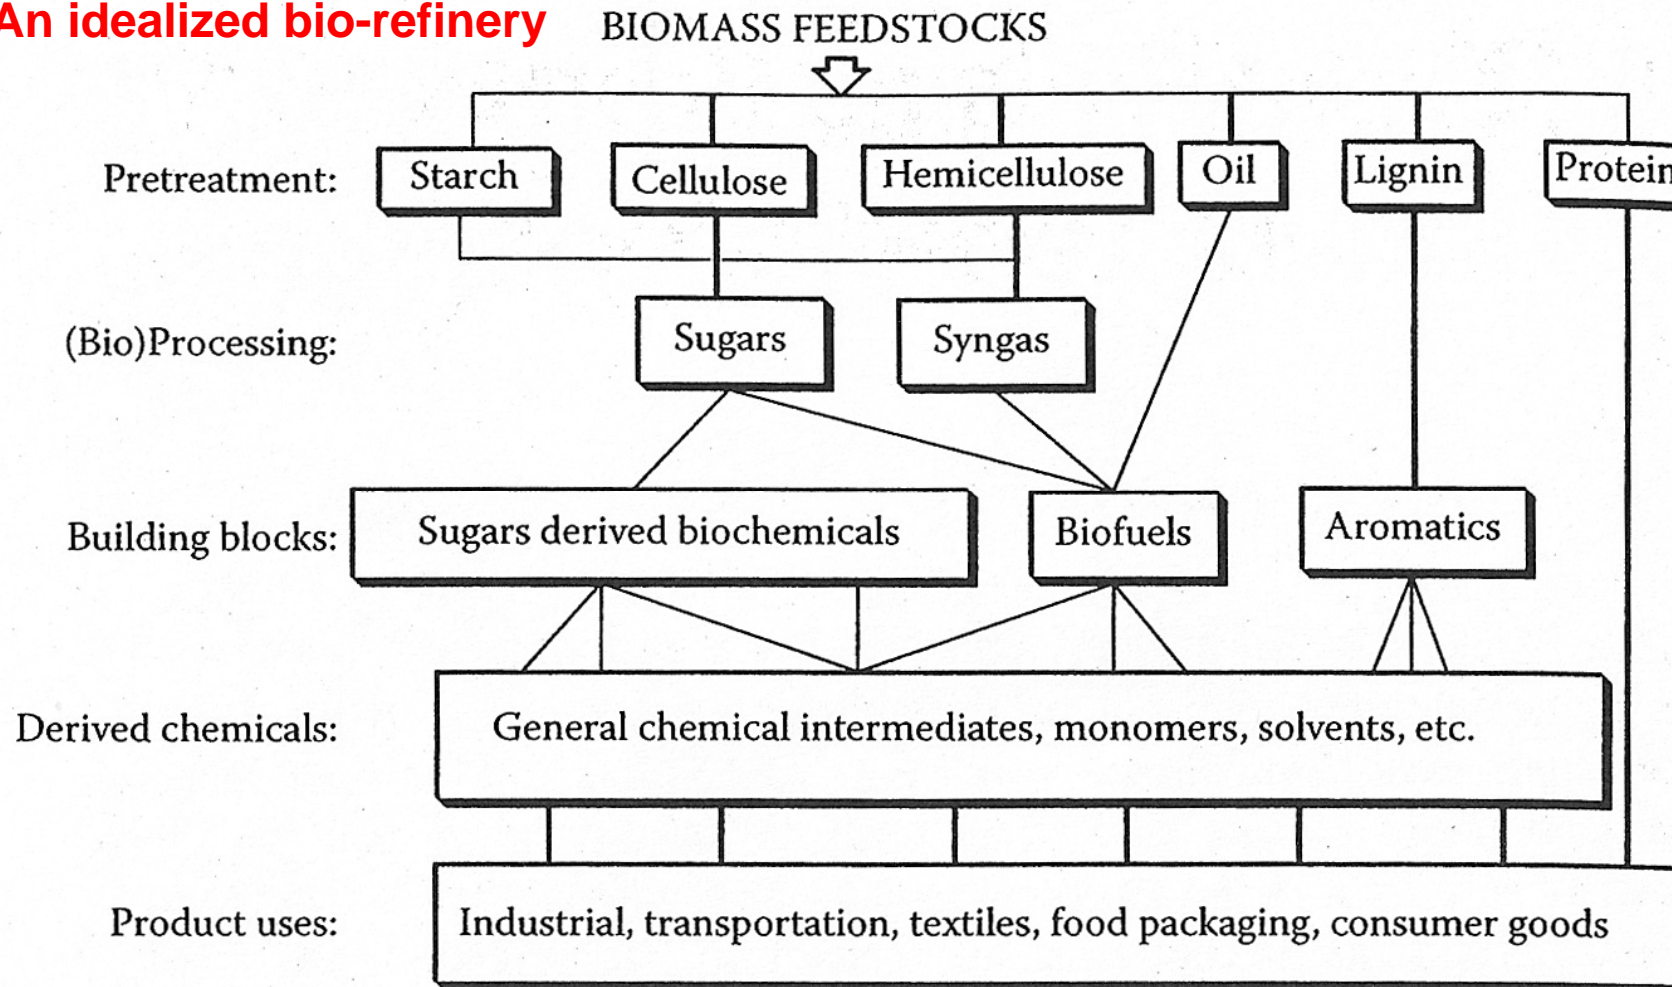 An idealized bio-refinery
BIOMASS FEEDSTOCKS
Pretreatment: Starch Cellulose Hemicellulose Oil Lignin Protein
(Bio)Processing: Sugars Syngas
Building blocks: Sugars derived biochemicals Biofuels Aromatics
Derived chemicals: General chemical intermediates, monomers, solvents, etc.
Product uses: Industrial, transportation, textiles, food packaging, consumer goods